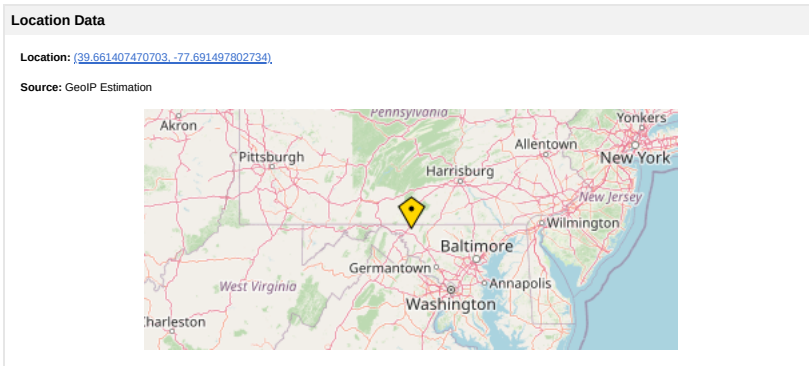 Location Data
Location: (39.661407470703, -77.691497802734)
Source: GeoIP Estimation
Pennsylvania
Yonkers
Akron
Allentown
Pittsburgh
New York
Harrisburg
New Jersey
Wilmington
Baltimore
Germantown
West Virginia
Annapolis
Washington
Charleston